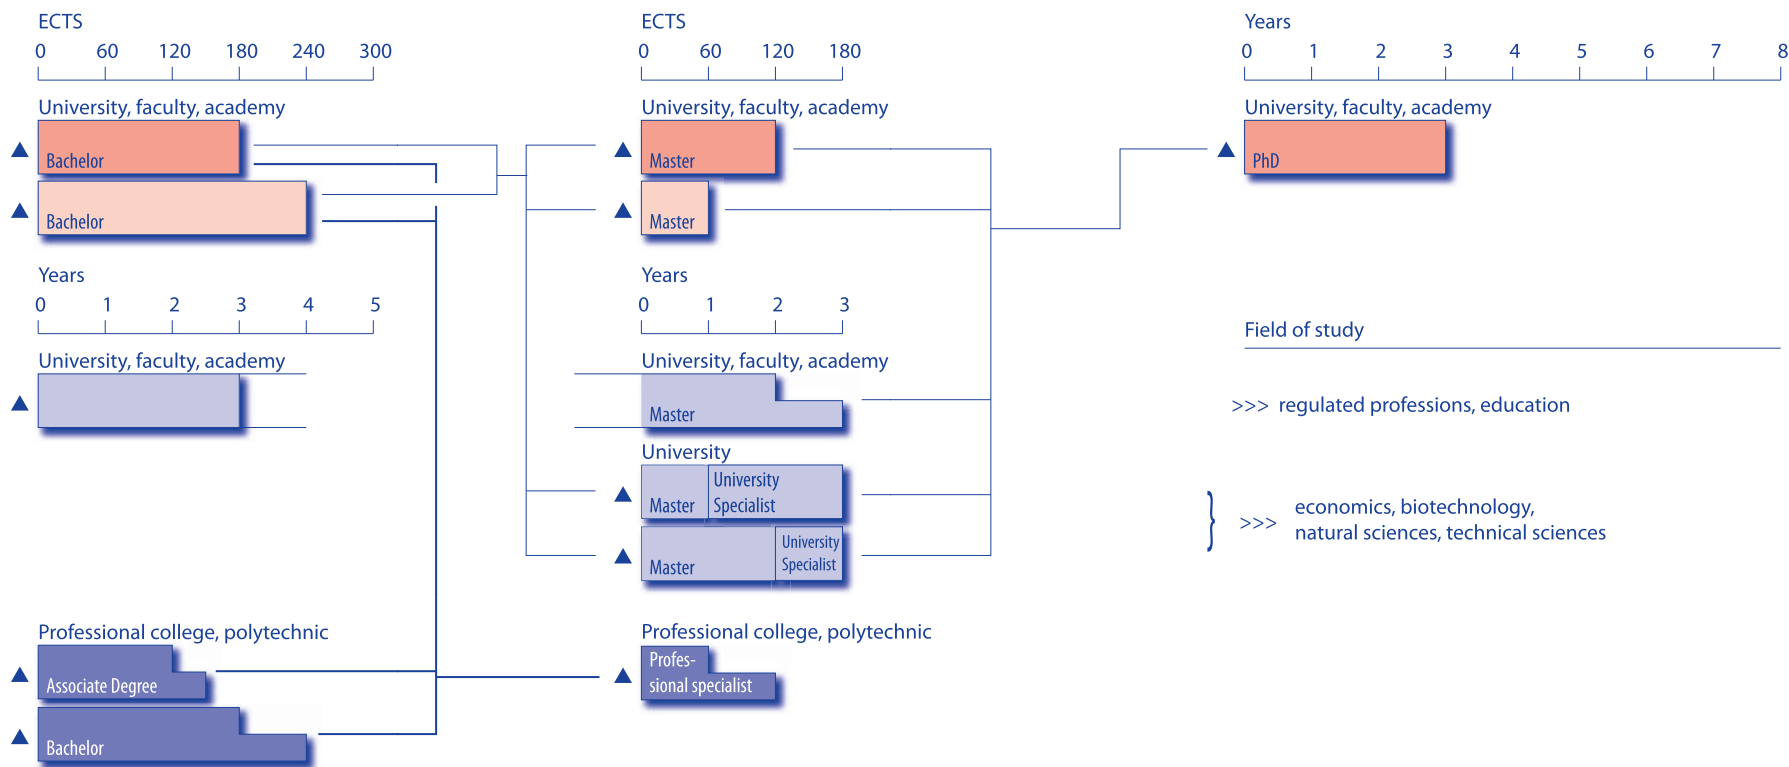 ECTS
0 60 120 180 240 300
University, faculty, academy
Bachelor
Bachelor
Years
0 1 2 3 4 5
University, faculty, academy
Professional college, polytechnic
Associate Degree
Bachelor
ECTS
0 60 120 180
University, faculty, academy
Master
Master
Years
0 1 2 3
University, faculty, academy
Master
University
Master
University
Specialist
Master
University
Specialist
Professional college, polytechnic
Profes-
sional specialist
Years
0 1 2 3 4 5 6 7 8
University, faculty, academy
PhD
Field of study
>>> regulated professions, education
} >>> economics, biotechnology,
natural sciences, technical sciences